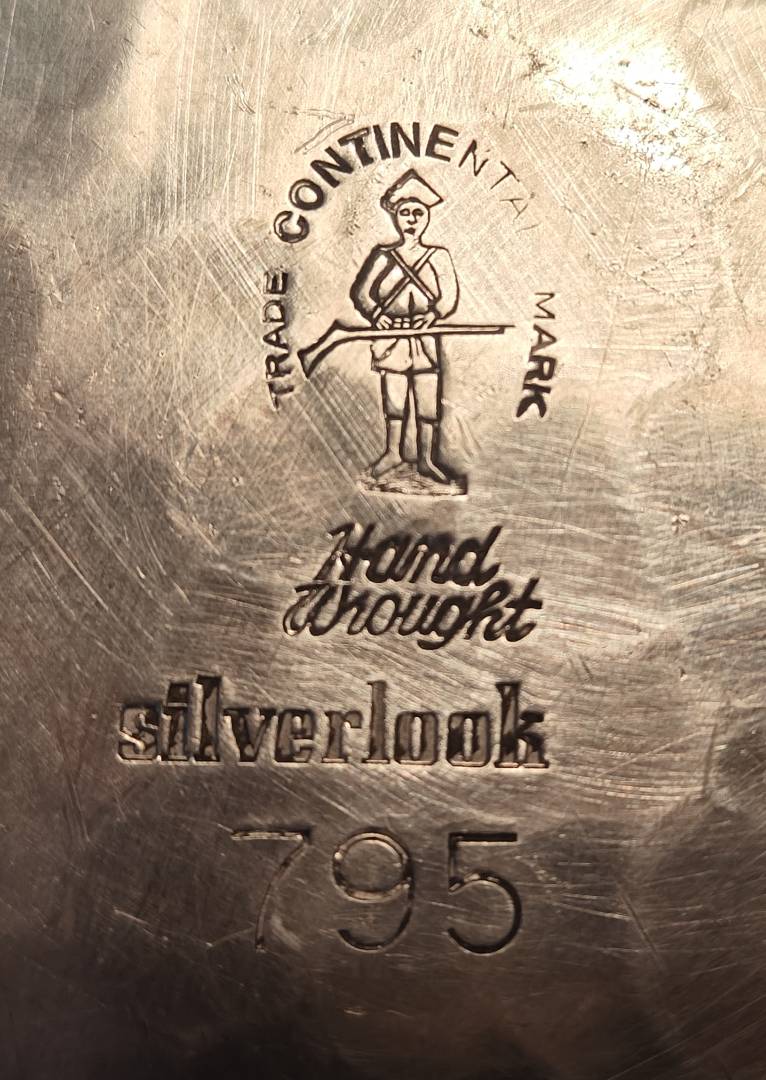 TRADE CONTINENTAL MARK
Hand
Wrought
silverlook
795